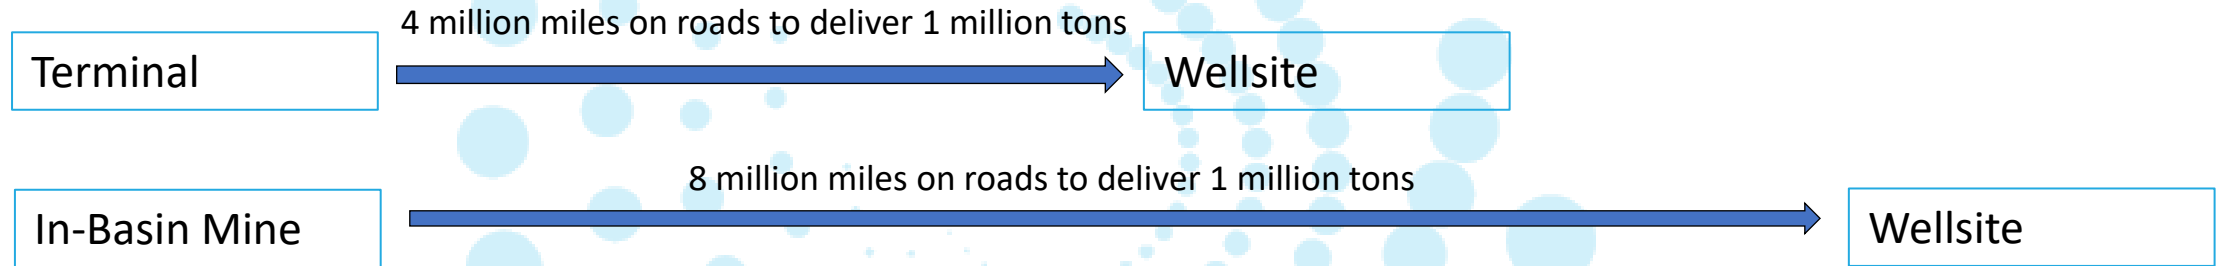 4 million miles on roads to deliver 1 million tons
Terminal
Wellsite
8 million miles on roads to deliver 1 million tons
In-Basin Mine
Wellsite